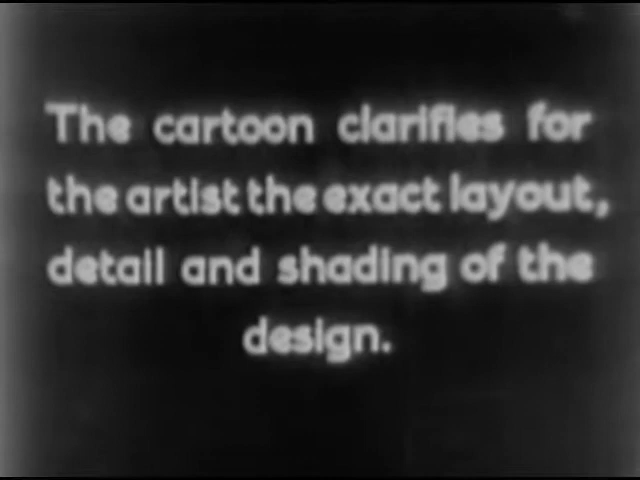 The cartoon clarifies for
the artist the exact layout,
detail and shading of the
design.